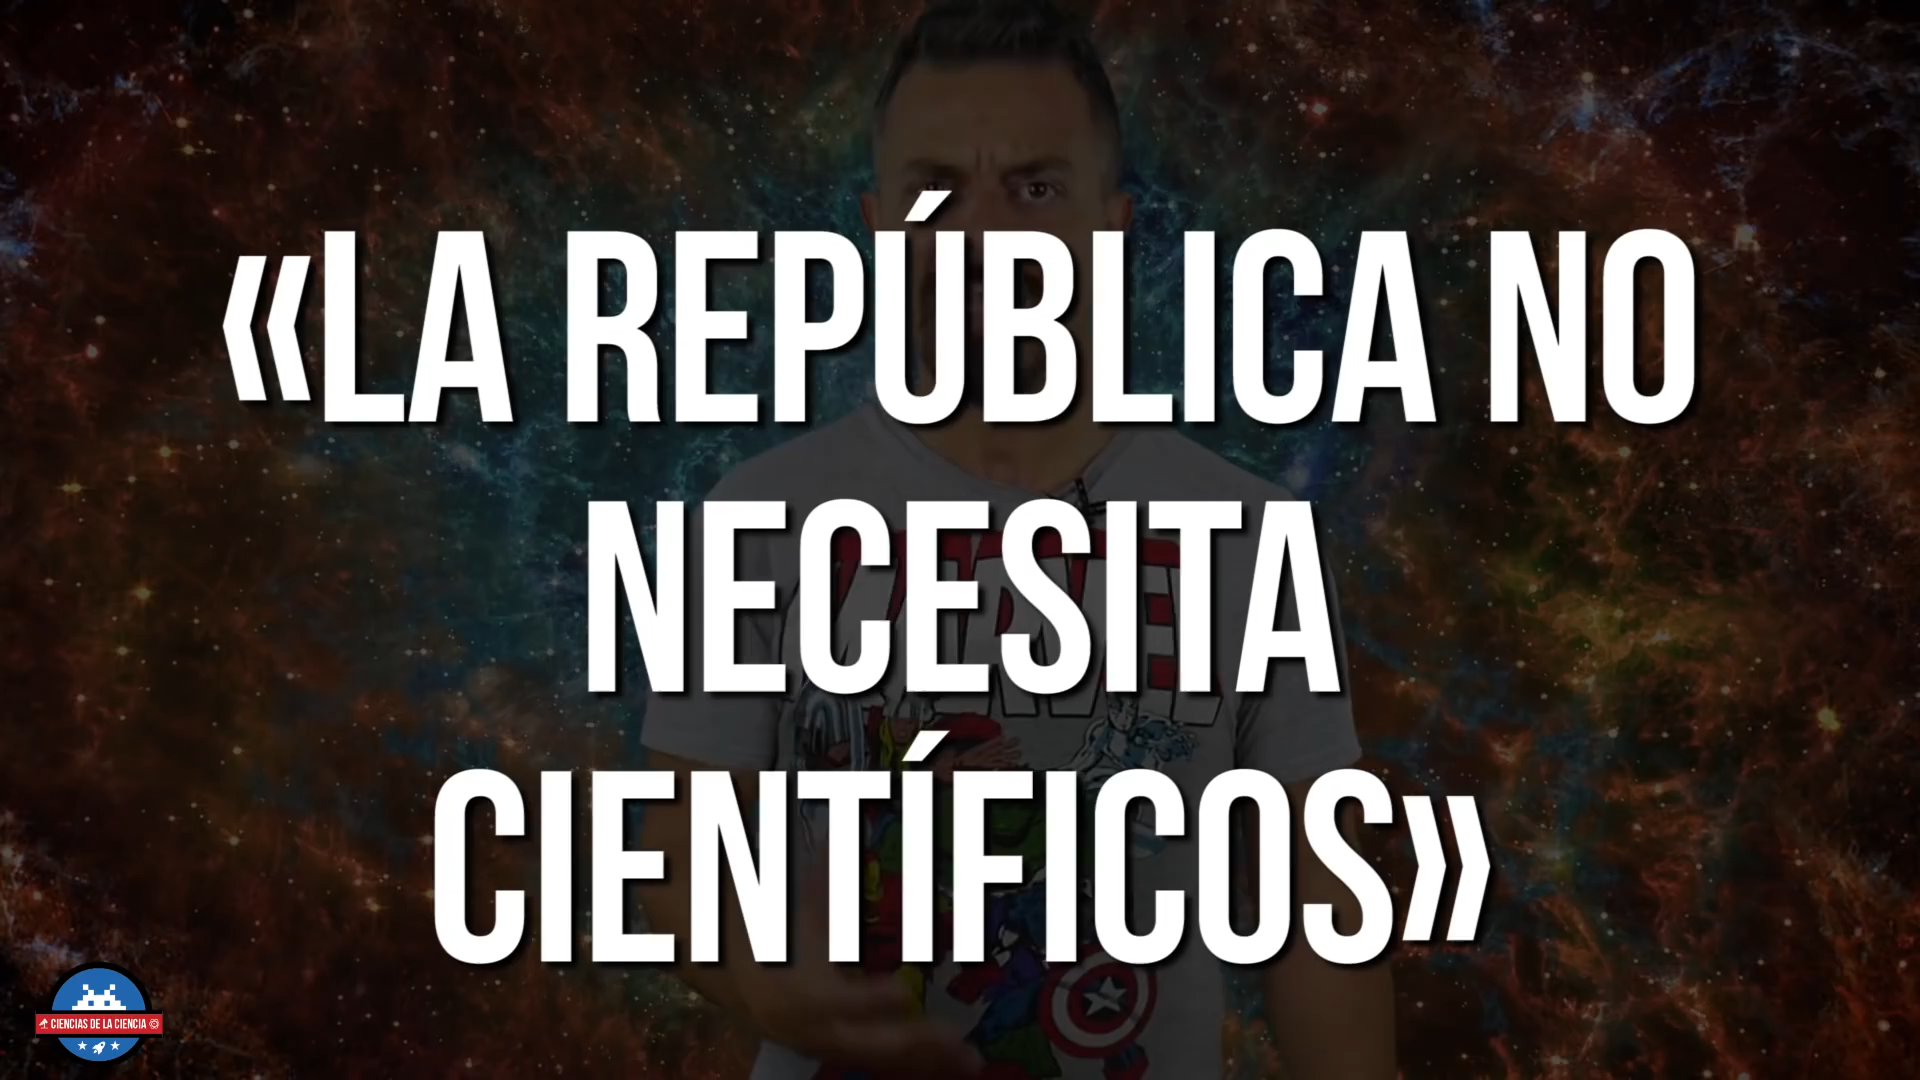 «LA REPÚBLICA NO
NECESITA
CIENTÍFICOS»
CIENCIAS DE LA CIENCIA